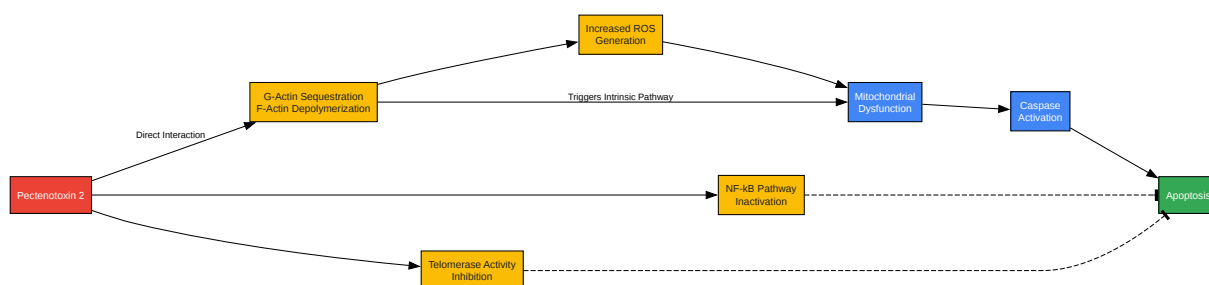 Increased ROS
Generation
G-Actin Sequestration
F-Actin Depolymerization
Triggers Intrinsic Pathway
Mitochondrial
Dysfunction
Caspase
Activation
Direct Interaction
Pectenotoxin 2
NF-kB Pathway
Inactivation
Apoptosis
Telomerase Activity
Inhibition